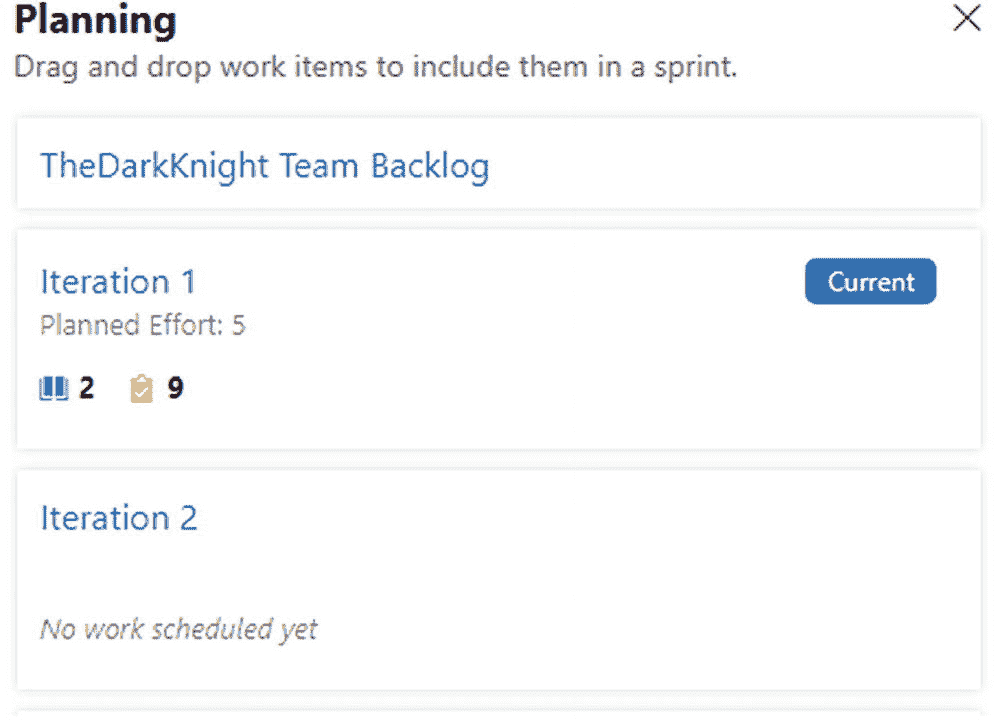 Planning
Drag and drop work items to include them in a sprint.
TheDarkKnight Team Backlog
Iteration 1
Current
Planned Effort: 5
2 9
Iteration 2
No work scheduled yet